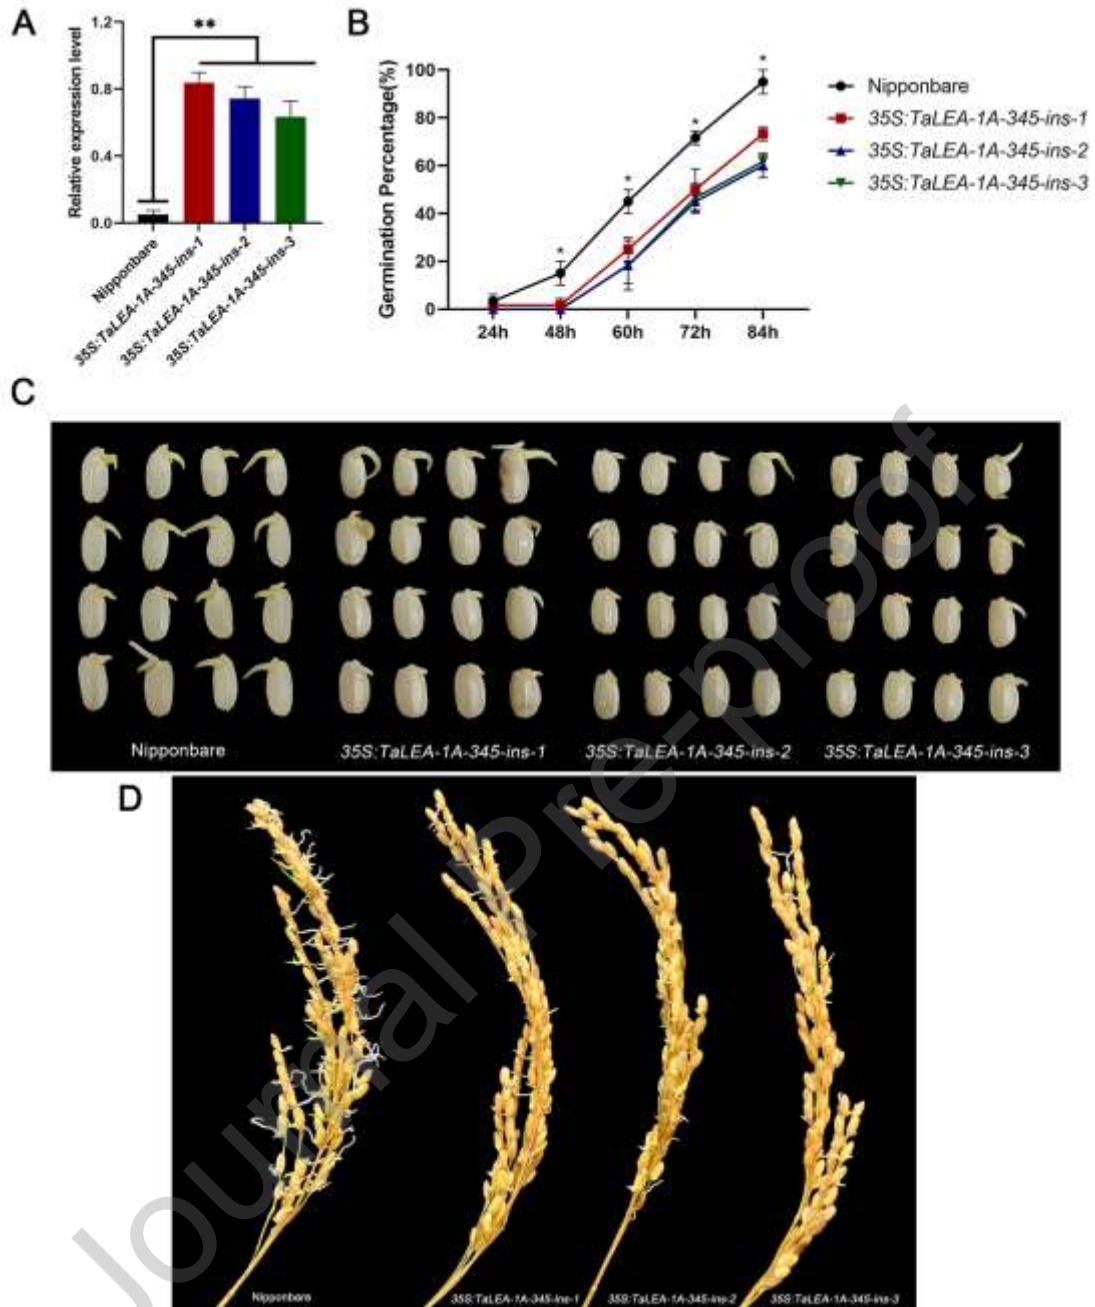 A
Relative expression level
1.2
0.8
0.4
0.0
**
Nipponbare
35S:TaLEA-1A-345-ins-1
35S:TaLEA-1A-345-ins-2
35S:TaLEA-1A-345-ins-3
B
Germination Percentage(%)
100
80
60
40
20
0
* * * * *
24h 48h 60h 72h 84h
Nipponbare
35S:TaLEA-1A-345-ins-1
35S:TaLEA-1A-345-ins-2
35S:TaLEA-1A-345-ins-3
C
Nipponbare 35S:TaLEA-1A-345-ins-1 35S:TaLEA-1A-345-ins-2 35S:TaLEA-1A-345-ins-3
D
Nipponbare 35S:TaLEA-1A-345-ins-1 35S:TaLEA-1A-345-ins-2 35S:TaLEA-1A-345-ins-3
Journal Pre-proof